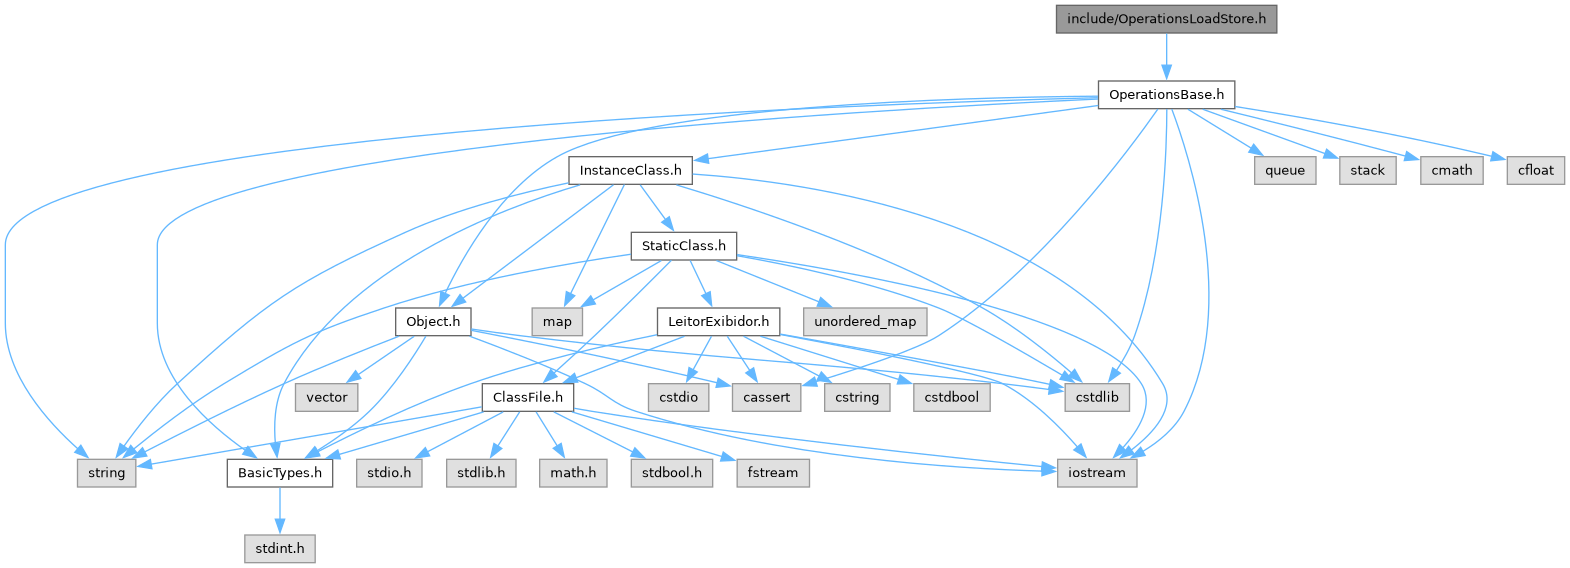 include/OperationsLoadStore.h
OperationsBase.h
InstanceClass.h
queue
stack
cmath
cfloat
StaticClass.h
Object.h
map
LeitorExibidor.h
unordered_map
vector
ClassFile.h
cstdio
cassert
cstring
cstdbool
cstdlib
string
BasicTypes.h
stdio.h
stdlib.h
math.h
stdbool.h
fstream
iostream
stdint.h